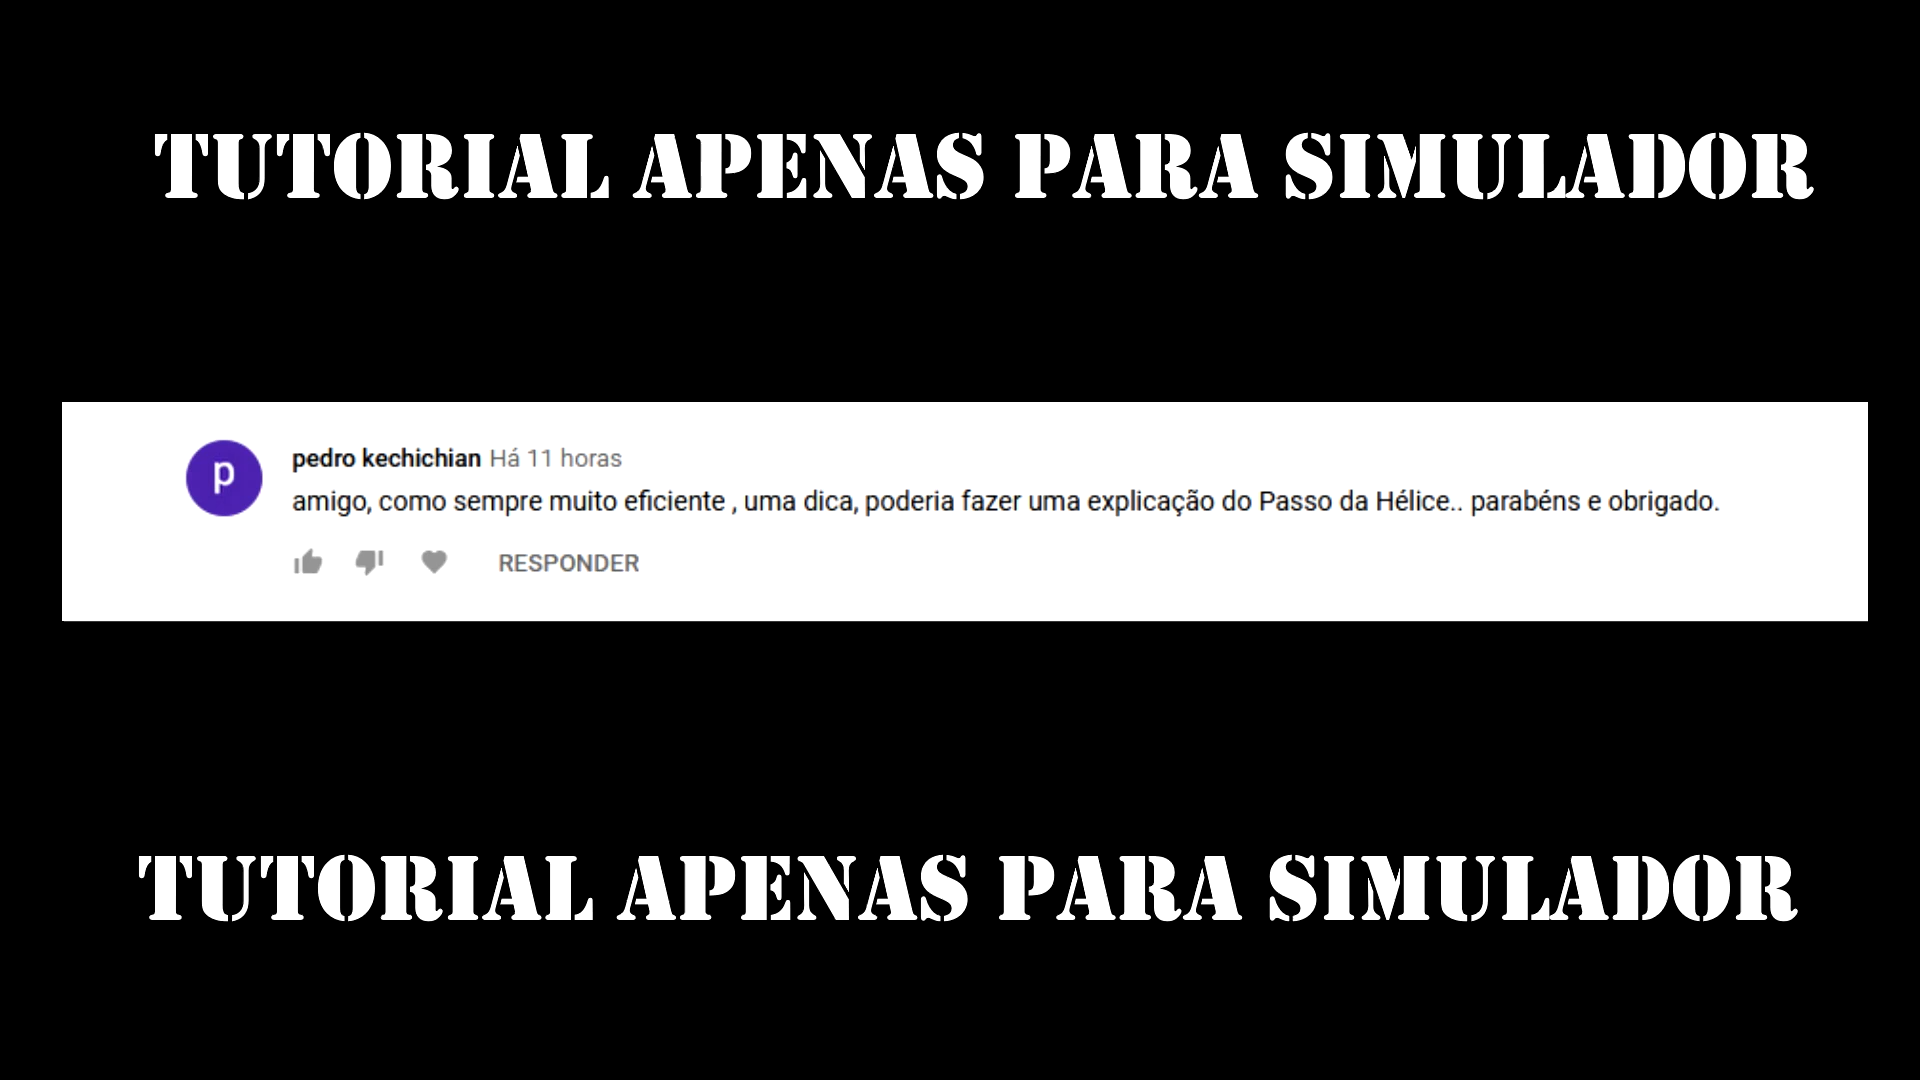 TUTORIAL APENAS PARA SIMULADOR
p
pedro kechichian Há 11 horas
amigo, como sempre muito eficiente , uma dica, poderia fazer uma explicação do Passo da Hélice.. parabéns e obrigado.
RESPONDER
TUTORIAL APENAS PARA SIMULADOR